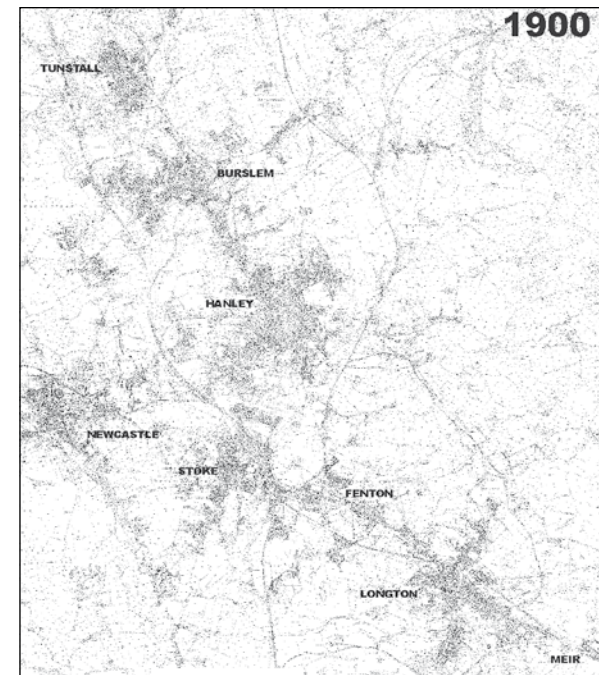 1900
TUNSTALL
BURSLEM
HANLEY
NEWCASTLE
STOKE
FENTON
LONGTON
MEIR